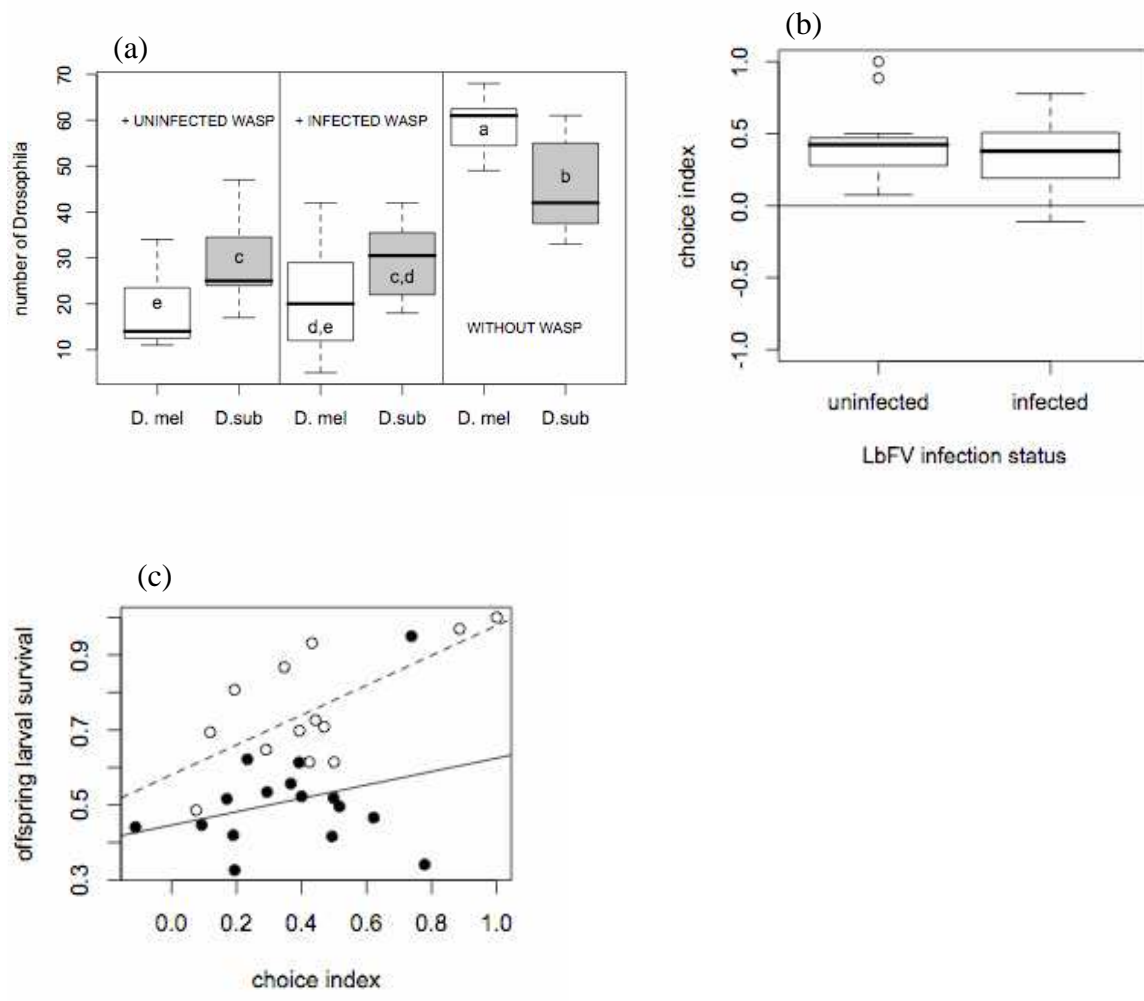 (a)
number of Drosophila
70
60
50
40
30
20
10
+ UNINFECTED WASP
+ INFECTED WASP
WITHOUT WASP
e
c
d,e
c,d
a
b
D. mel
D.sub
D. mel
D.sub
D. mel
D.sub
(b)
choice index
1.0
0.5
0.0
-0.5
-1.0
uninfected
infected
LbFV infection status
(c)
offspring larval survival
0.9
0.7
0.5
0.3
0.0
0.2
0.4
0.6
0.8
1.0
choice index